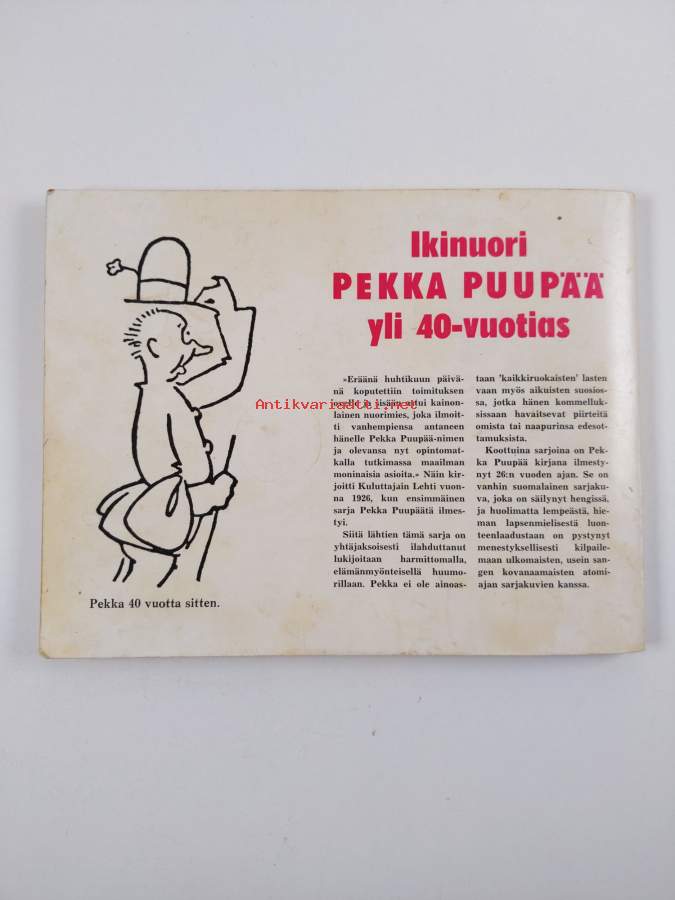 Ikinuori
PEKKA PUUPÄÄ
yli 40-vuotias
»Eräänä huhtikuun päivä-
nä koputettiin toimituksen
ja sisään astui kainon-
lainen nuorimies, joka ilmoit-
ti vanhempiensa antaneen
hänelle Pekka Puupää-nimen
ja olevansa nyt opintomat-
kalla tutkimassa maailman
moninaisia asioita.» Näin kir-
joitti Kuluttajain Lehti vuon-
na 1926, kun ensimmäinen
sarja Pekka Puupäätä ilmes-
tyi.
Siitä lähtien tämä sarja on
yhtäjaksoisesti ilahduttanut
lukijoitaan harmittomalla,
elämänmyönteisellä huumo-
rillaan. Pekka ei ole ainoas-
taan 'kaikkiruokaisten' lasten
vaan myös aikuisten suosios-
sa, jotka hänen kommelluk-
sissaan havaitsevat piirteitä
omista tai naapurinsa edesot-
tamuksista.
Koottuina sarjoina on Pek-
ka Puupää kirjana ilmesty-
nyt 26:n vuoden ajan. Se on
vanhin suomalainen sarjaku-
va, joka on säilynyt hengissä,
ja huolimatta lempeästä, hie-
man lapsenmielisestä luon-
teenlaadustaan on pystynyt
menestyksellisesti kilpaile-
maan ulkomaisten, usein san-
gen kovanaamaisten atomi-
ajan sarjakuvien kanssa.
Pekka 40 vuotta sitten.
Antikvariaatti.net